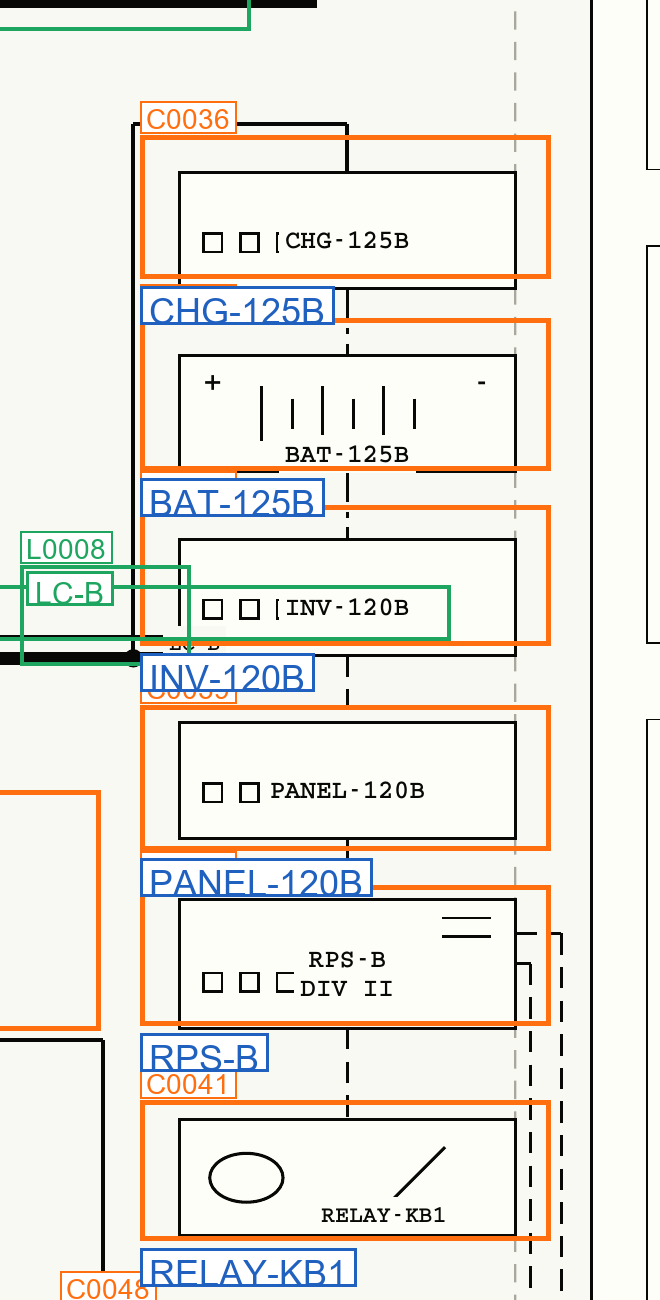 C0036
CHG-125B
CHG-125B
+ -
BAT-125B
BAT-125B
L0008
LC-B
INV-120B
INV-120B
PANEL-120B
PANEL-120B
RPS-B
DIV II
RPS-B
C0041
RELAY-KB1
RELAY-KB1
C0048